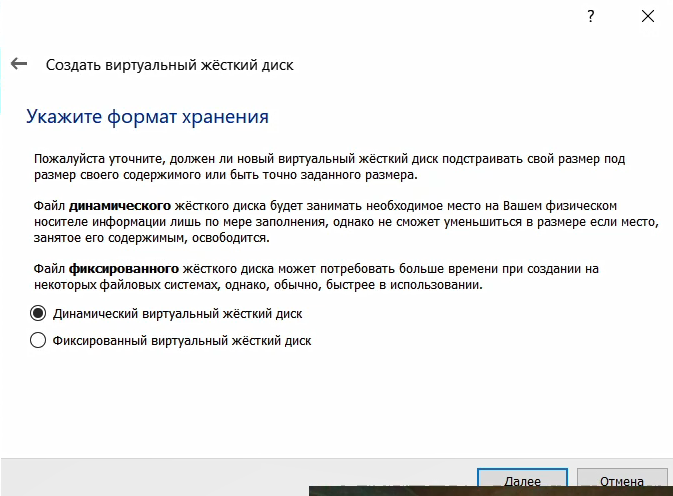 ?
Создать виртуальный жёсткий диск
Укажите формат хранения
Пожалуйста уточните, должен ли новый виртуальный жёсткий диск подстраивать свой размер под
размер своего содержимого или быть точно заданного размера.
Файл динамического жёсткого диска будет занимать необходимое место на Вашем физическом
носителе информации лишь по мере заполнения, однако не сможет уменьшиться в размере если место,
занятое его содержимым, освободится.
Файл фиксированного жёсткого диска может потребовать больше времени при создании на
некоторых файловых системах, однако, обычно, быстрее в использовании.
Динамический виртуальный жёсткий диск
Фиксированный виртуальный жёсткий диск
Далее Отмена